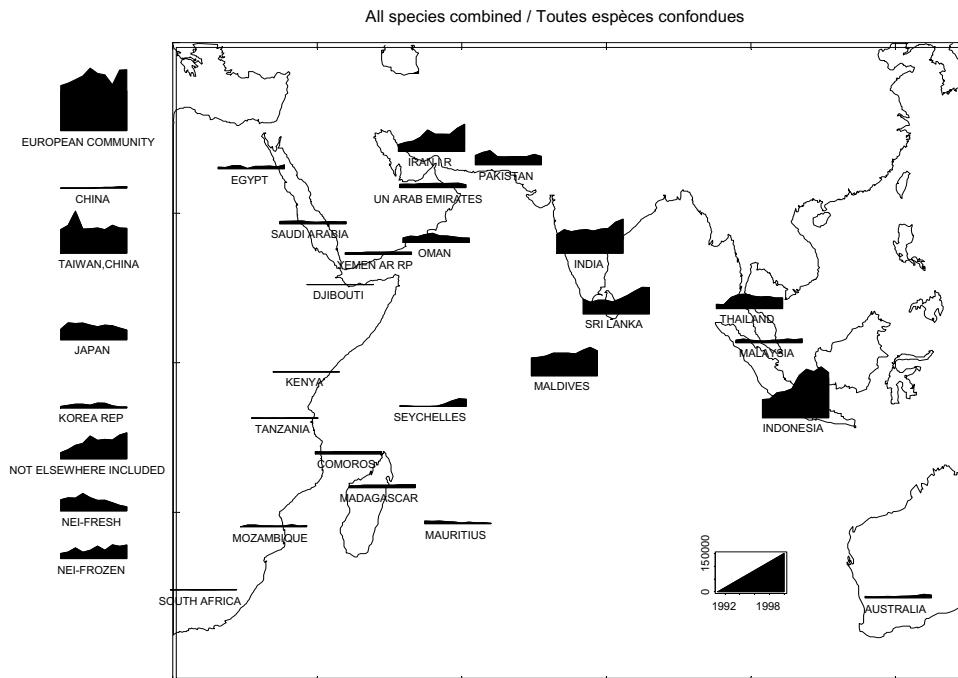 All species combined / Toutes espèces confondues
EUROPEAN COMMUNITY
CHINA
TAIWAN,CHINA
JAPAN
KOREA REP
NOT ELSEWHERE INCLUDED
NEI-FRESH
NEI-FROZEN
IRAN I R
PAKISTAN
EGYPT
UN ARAB EMIRATES
SAUDI ARABIA
OMAN
YEMEN AR RP
INDIA
DJIBOUTI
SRI LANKA
THAILAND
MALAYSIA
KENYA
MALDIVES
SEYCHELLES
TANZANIA
INDONESIA
COMOROS
MADAGASCAR
MOZAMBIQUE
MAURITIUS
SOUTH AFRICA
AUSTRALIA
0 150000
1992 1998